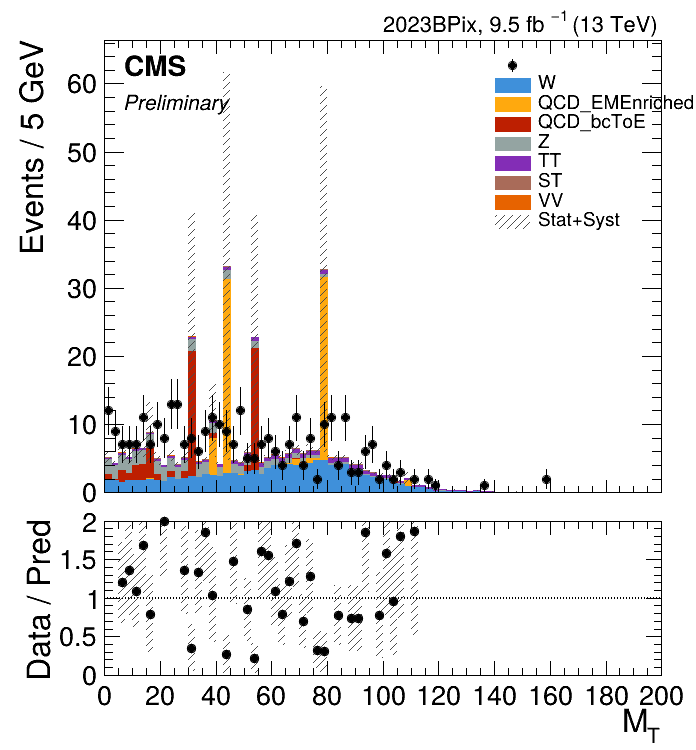 2023BPix, 9.5 fb⁻¹ (13 TeV)
CMS
Preliminary
W
QCD_EMEnriched
QCD_bcToE
Z
TT
ST
VV
Stat+Syst
Events / 5 GeV
60
50
40
30
20
10
0
Data / Pred
2
1.5
1
0.5
0
0 20 40 60 80 100 120 140 160 180 200
M_T